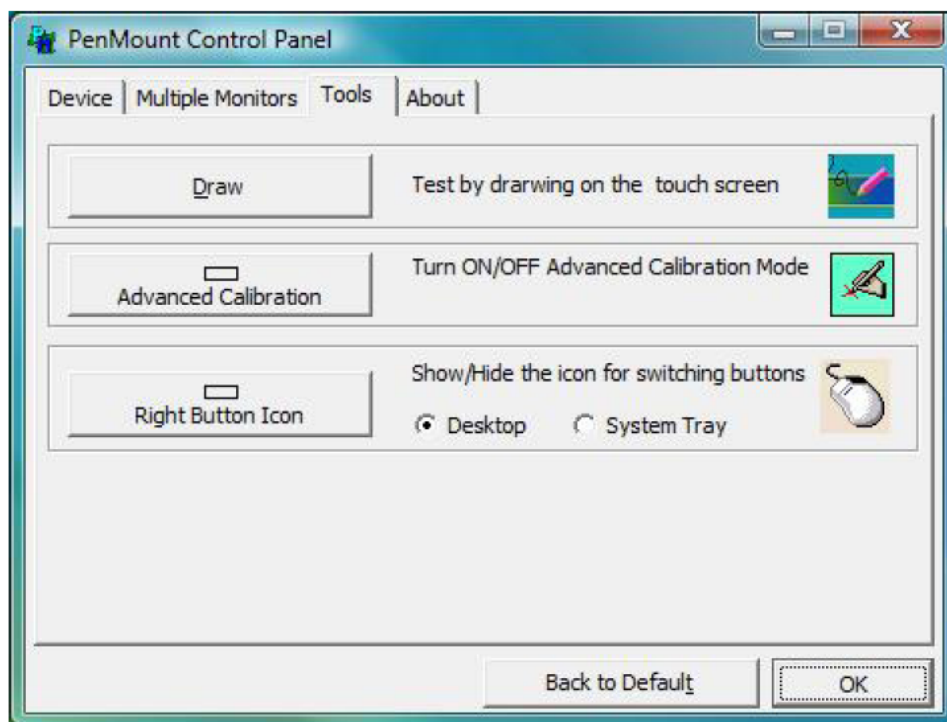 PenMount Control Panel
Device
Multiple Monitors
Tools
About
Draw
Test by drarwing on the touch screen
Advanced Calibration
Turn ON/OFF Advanced Calibration Mode
Right Button Icon
Show/Hide the icon for switching buttons
Desktop
System Tray
Back to Default
OK